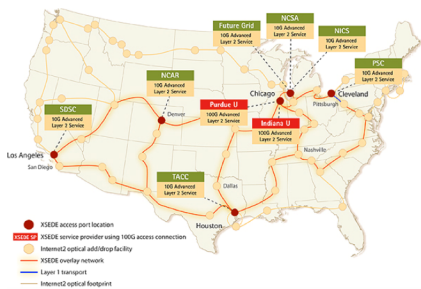 Future Grid
10G Advanced
Layer 2 Service
NCSA
10G Advanced
Layer 2 Service
NICS
10G Advanced
Layer 2 Service
PSC
10G Advanced
Layer 2 Service
NCAR
10G Advanced
Layer 2 Service
Chicago
Cleveland
Pittsburgh
Purdue U
100G Advanced
Layer 2 Service
Indiana U
100G Advanced
Layer 2 Service
SDSC
10G Advanced
Layer 2 Service
Denver
Los Angeles
San Diego
Nashville
TACC
10G Advanced
Layer 2 Service
Dallas
Houston
XSEDE access port location
XSEDE SP XSEDE service provider using 100G access connection
Internet2 optical add/drop facility
XSEDE overlay network
Layer 1 transport
Internet2 optical footprint